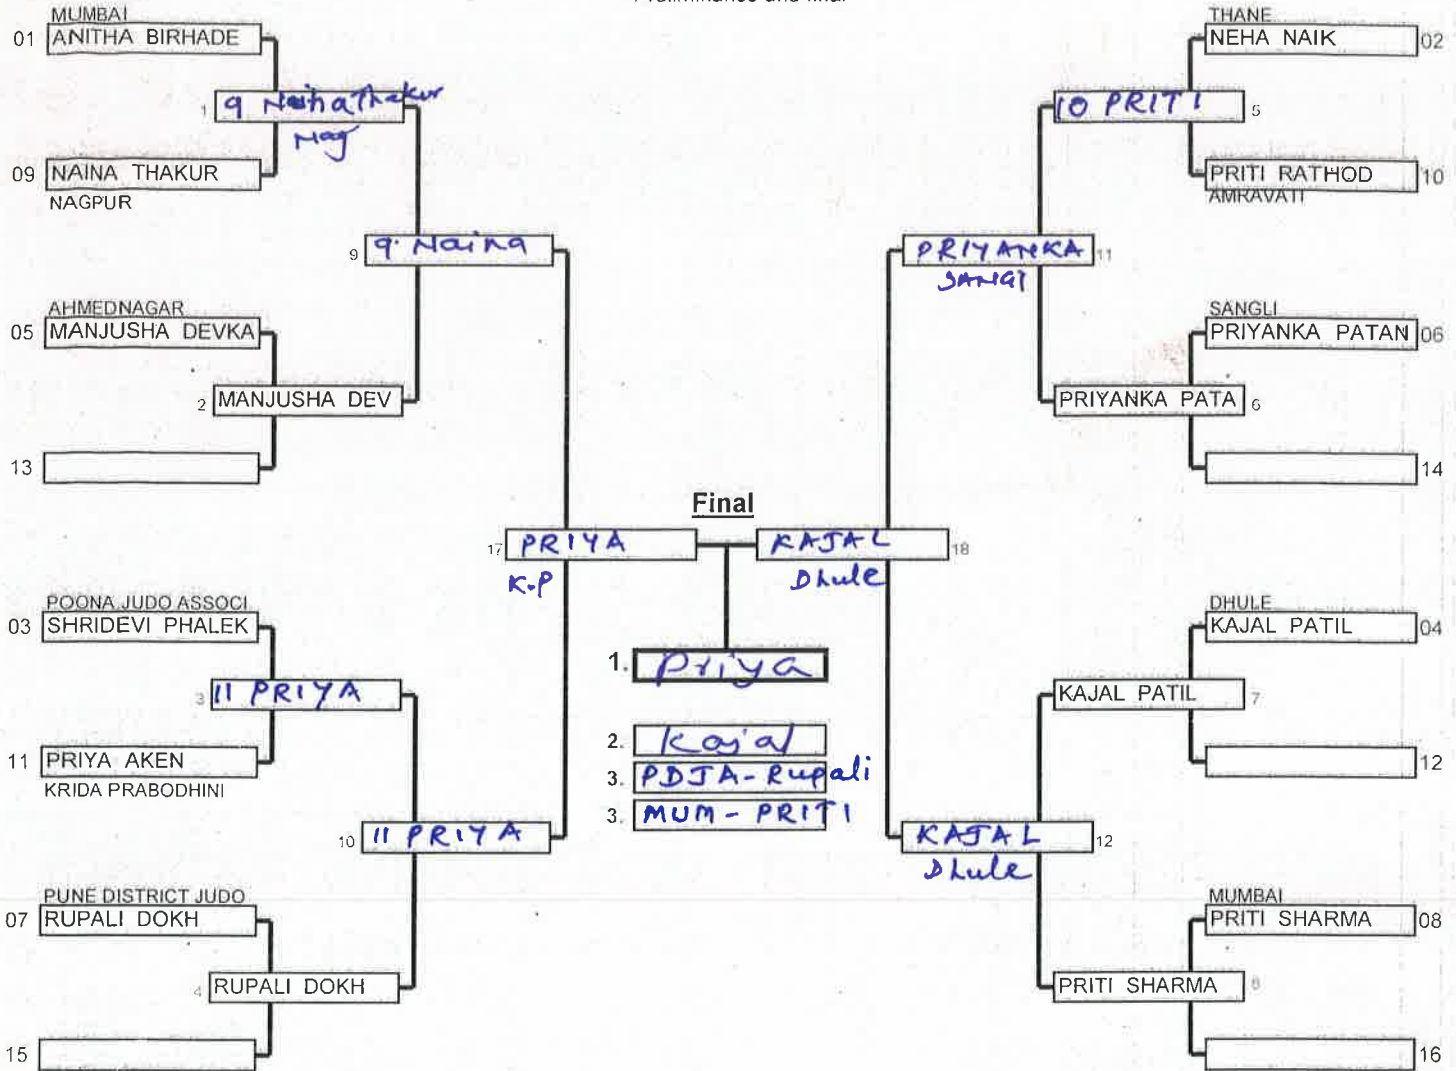 Preliminaries and final
MUMBAI
01 ANITHA BIRHADE
1 9 Naina Thakur
Nag
09 NAINA THAKUR
NAGPUR
9 9. Naina
AHMEDNAGAR
05 MANJUSHA DEVKA
2 MANJUSHA DEV
13
17 PRIYA
K.P
POONA JUDO ASSOCI
03 SHRIDEVI PHALEK
3 11 PRIYA
11 PRIYA AKEN
KRIDA PRABODHINI
10 11 PRIYA
PUNE DISTRICT JUDO
07 RUPALI DOKH
4 RUPALI DOKH
15
Final
1. Priya
2. Kajal
3. PDJA-Rupali
3. MUM-PRITI
THANE
NEHA NAIK 02
10 PRITI 5
PRITI RATHOD 10
AMRAVATI
PRIYANKA 11
SANGI
SANGLI
PRIYANKA PATAN 06
PRIYANKA PATA 6
14
KAJAL 18
Dhule
DHULE
KAJAL PATIL 04
KAJAL PATIL 7
12
KAJAL 12
Dhule
MUMBAI
PRITI SHARMA 08
PRITI SHARMA 8
16